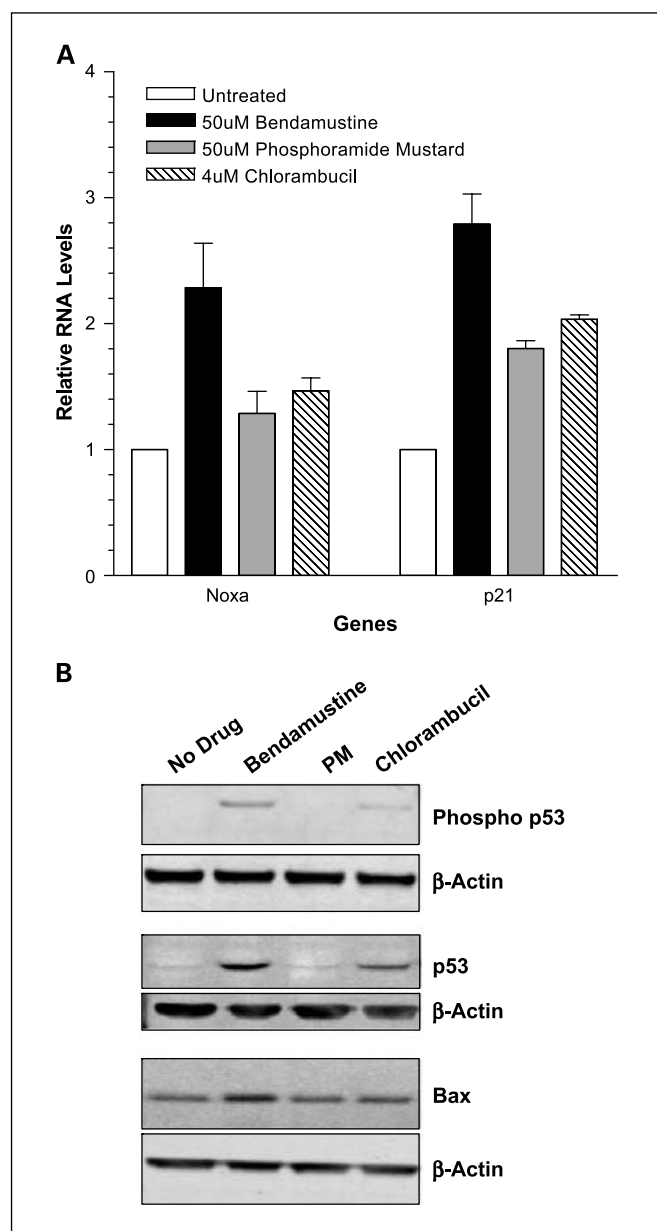 A
4
3
2
1
0
Relative RNA Levels
Untreated
50uM Bendamustine
50uM Phosphoramide Mustard
4uM Chlorambucil
Noxa p21
Genes
B
No Drug Bendamustine PM Chlorambucil
Phospho p53
β-Actin
p53
β-Actin
Bax
β-Actin